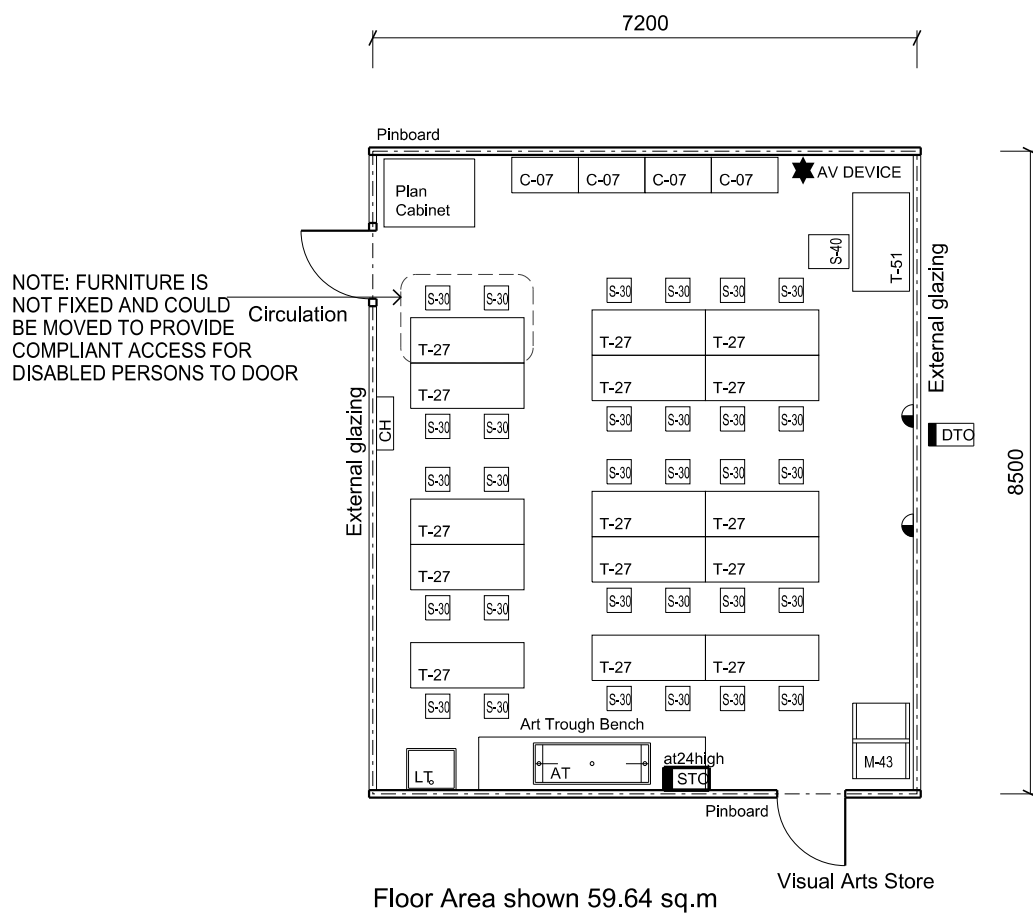 7200
Pinboard
Plan
Cabinet
C-07 C-07 C-07 C-07
AV DEVICE
S-40
T-51
External glazing
NOTE: FURNITURE IS
NOT FIXED AND COULD
BE MOVED TO PROVIDE
COMPLIANT ACCESS FOR
DISABLED PERSONS TO DOOR
Circulation
S-30 S-30 S-30 S-30 S-30 S-30
T-27 T-27 T-27
T-27 T-27 T-27
S-30 S-30 S-30 S-30 S-30 S-30
CH
External glazing
DTO
8500
S-30 S-30 S-30 S-30 S-30 S-30
T-27 T-27 T-27
T-27 T-27 T-27
S-30 S-30 S-30 S-30 S-30 S-30
T-27 T-27 T-27
S-30 S-30 S-30 S-30 S-30 S-30
Art Trough Bench
at24high
LT
AT
STO
M-43
Pinboard
Visual Arts Store
Floor Area shown 59.64 sq.m